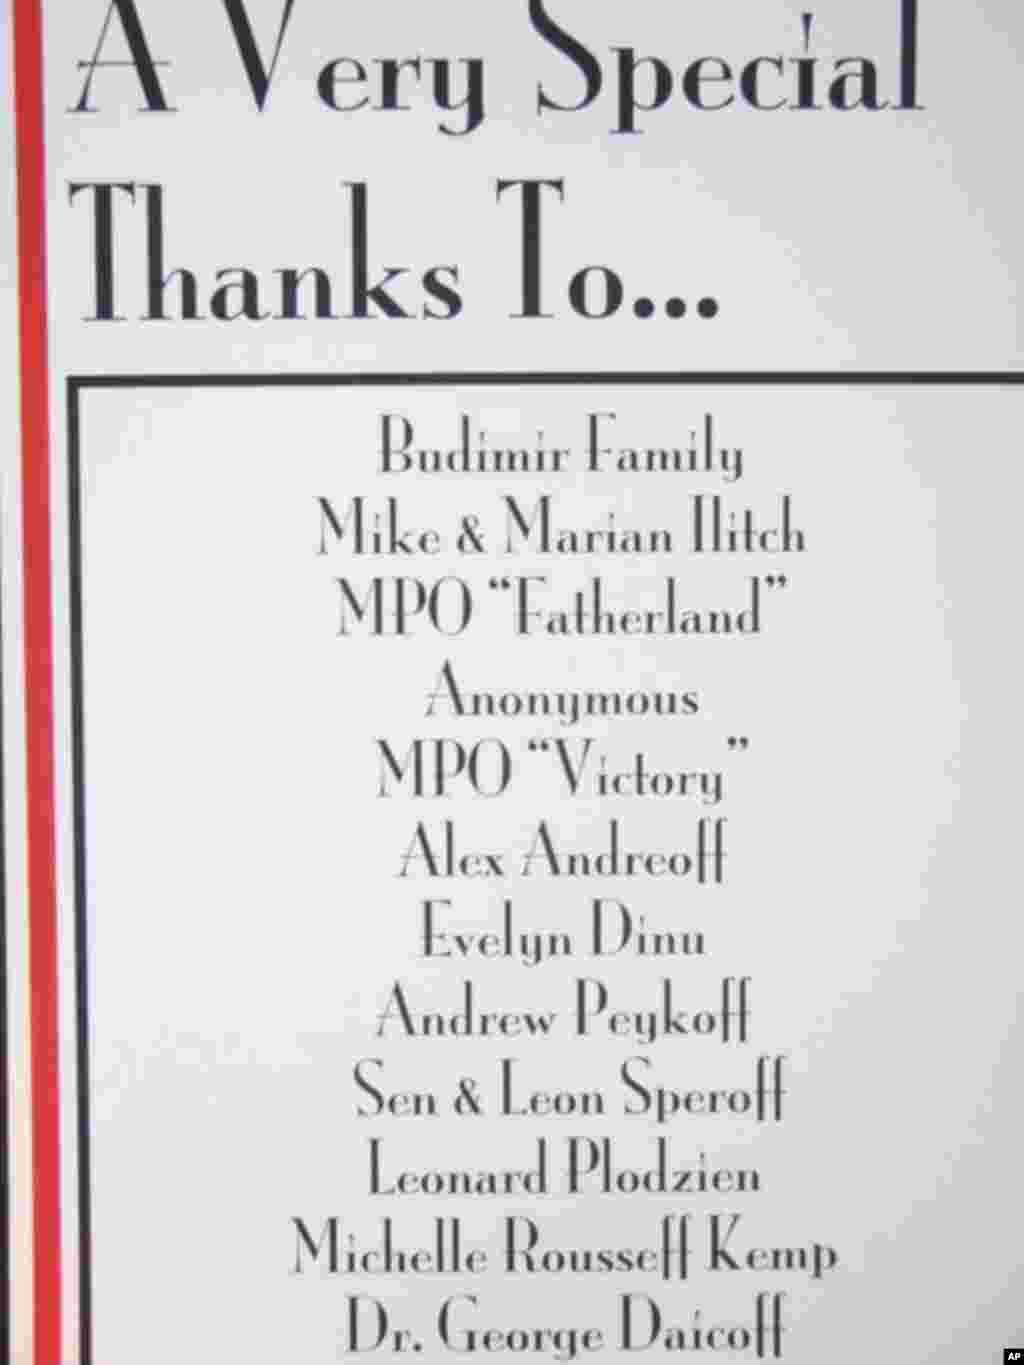 A Very Special
Thanks To...
Budimir Family
Mike & Marian Ilitch
MPO “Fatherland”
Anonymous
MPO “Victory”
Alex Andreoff
Evelyn Dinu
Andrew Peykoff
Sen & Leon Speroff
Leonard Plodzien
Michelle Rousseff Kemp
Dr. George Daicoff
AP